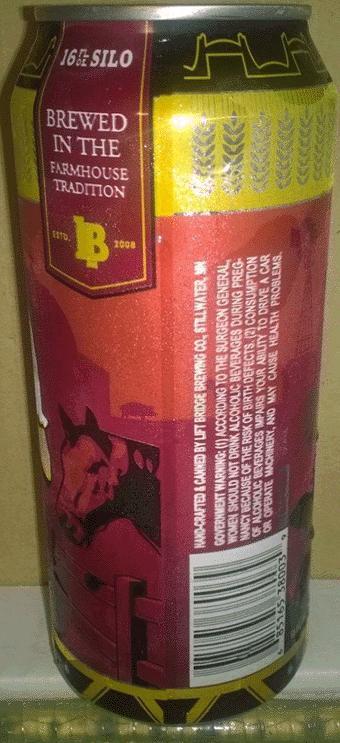 16 FL OZ SILO
BREWED
IN THE
FARMHOUSE
TRADITION
ESTD. LB 2008
HAND-CRAFTED & CANNED BY LIFT BRIDGE BREWING CO., STILLWATER, MN
GOVERNMENT WARNING: (1) ACCORDING TO THE SURGEON GENERAL,
WOMEN SHOULD NOT DRINK ALCOHOLIC BEVERAGES DURING PREG-
NANCY BECAUSE OF THE RISK OF BIRTH DEFECTS. (2) CONSUMPTION
OF ALCOHOLIC BEVERAGES IMPAIRS YOUR ABILITY TO DRIVE A CAR
OR OPERATE MACHINERY, AND MAY CAUSE HEALTH PROBLEMS.